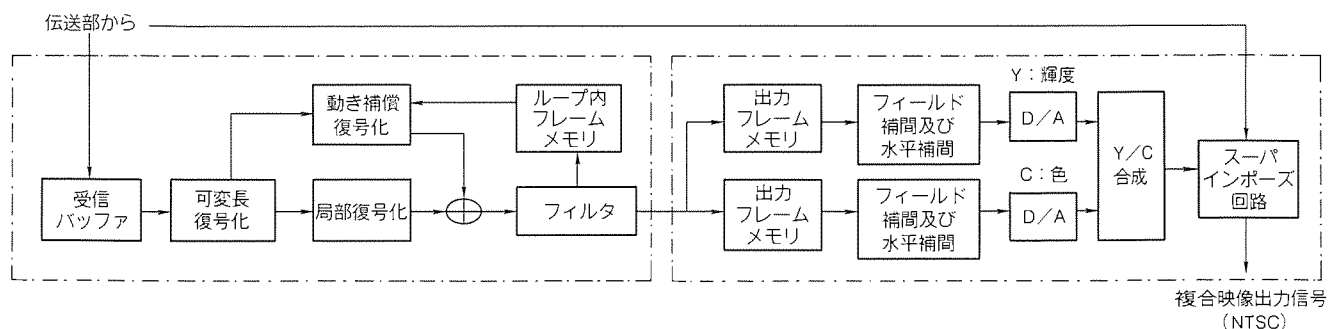 伝送部から
動き補償
復号化
ループ内
フレーム
メモリ
受信
バッファ
可変長
復号化
局部復号化
フィルタ
出力
フレーム
メモリ
フィールド
補間及び
水平補間
Y:輝度
D/A
出力
フレーム
メモリ
フィールド
補間及び
水平補間
C:色
D/A
Y/C
合成
スーパ
インポーズ
回路
複合映像出力信号
(NTSC)